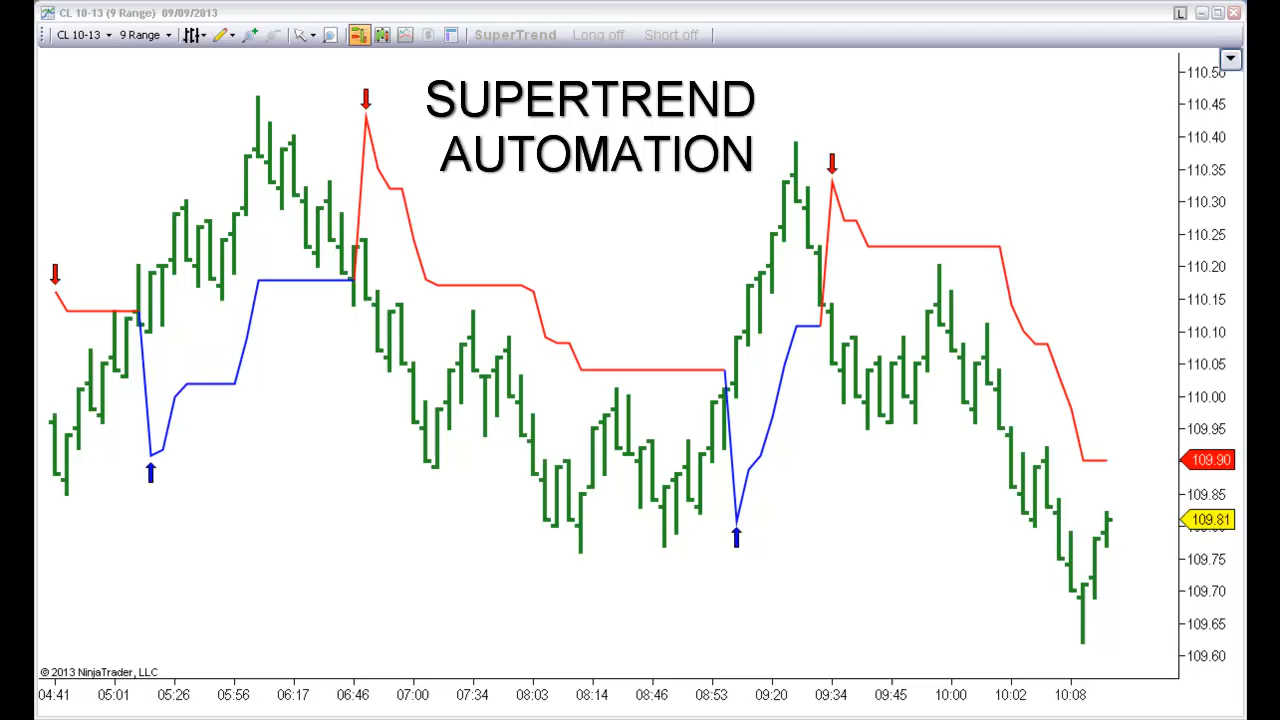 CL 10-13 (9 Range) 09/09/2013
L
CL 10-13 9 Range SuperTrend Long off Short off
SUPERTREND
AUTOMATION
110.50
110.45
110.40
110.35
110.30
110.25
110.20
110.15
110.10
110.05
110.00
109.95
109.90
109.85
109.81
109.75
109.70
109.65
109.60
© 2013 NinjaTrader, LLC
04:41 05:01 05:26 05:56 06:17 06:46 07:00 07:34 08:03 08:14 08:46 08:53 09:20 09:34 09:45 10:00 10:02 10:08